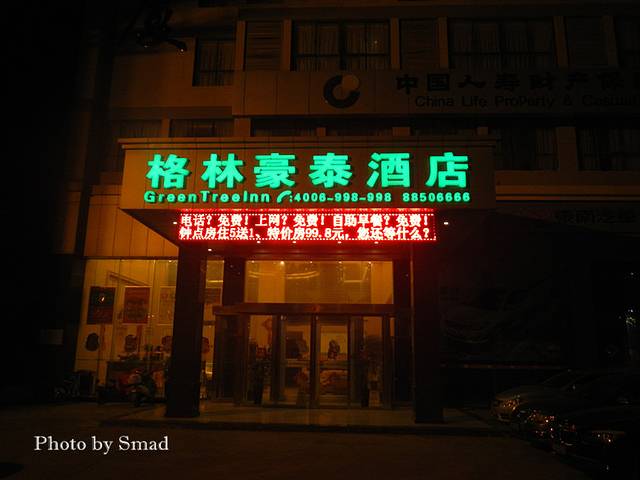 中国人寿财产保
China Life Property & Casual
格林豪泰酒店
GreenTreeInn :4006-998-998 88506666
电话?免费!上网?免费!自助早餐?免费!
钟点房住5送1、特价房99.8元,您还等什么?
Photo by Smad